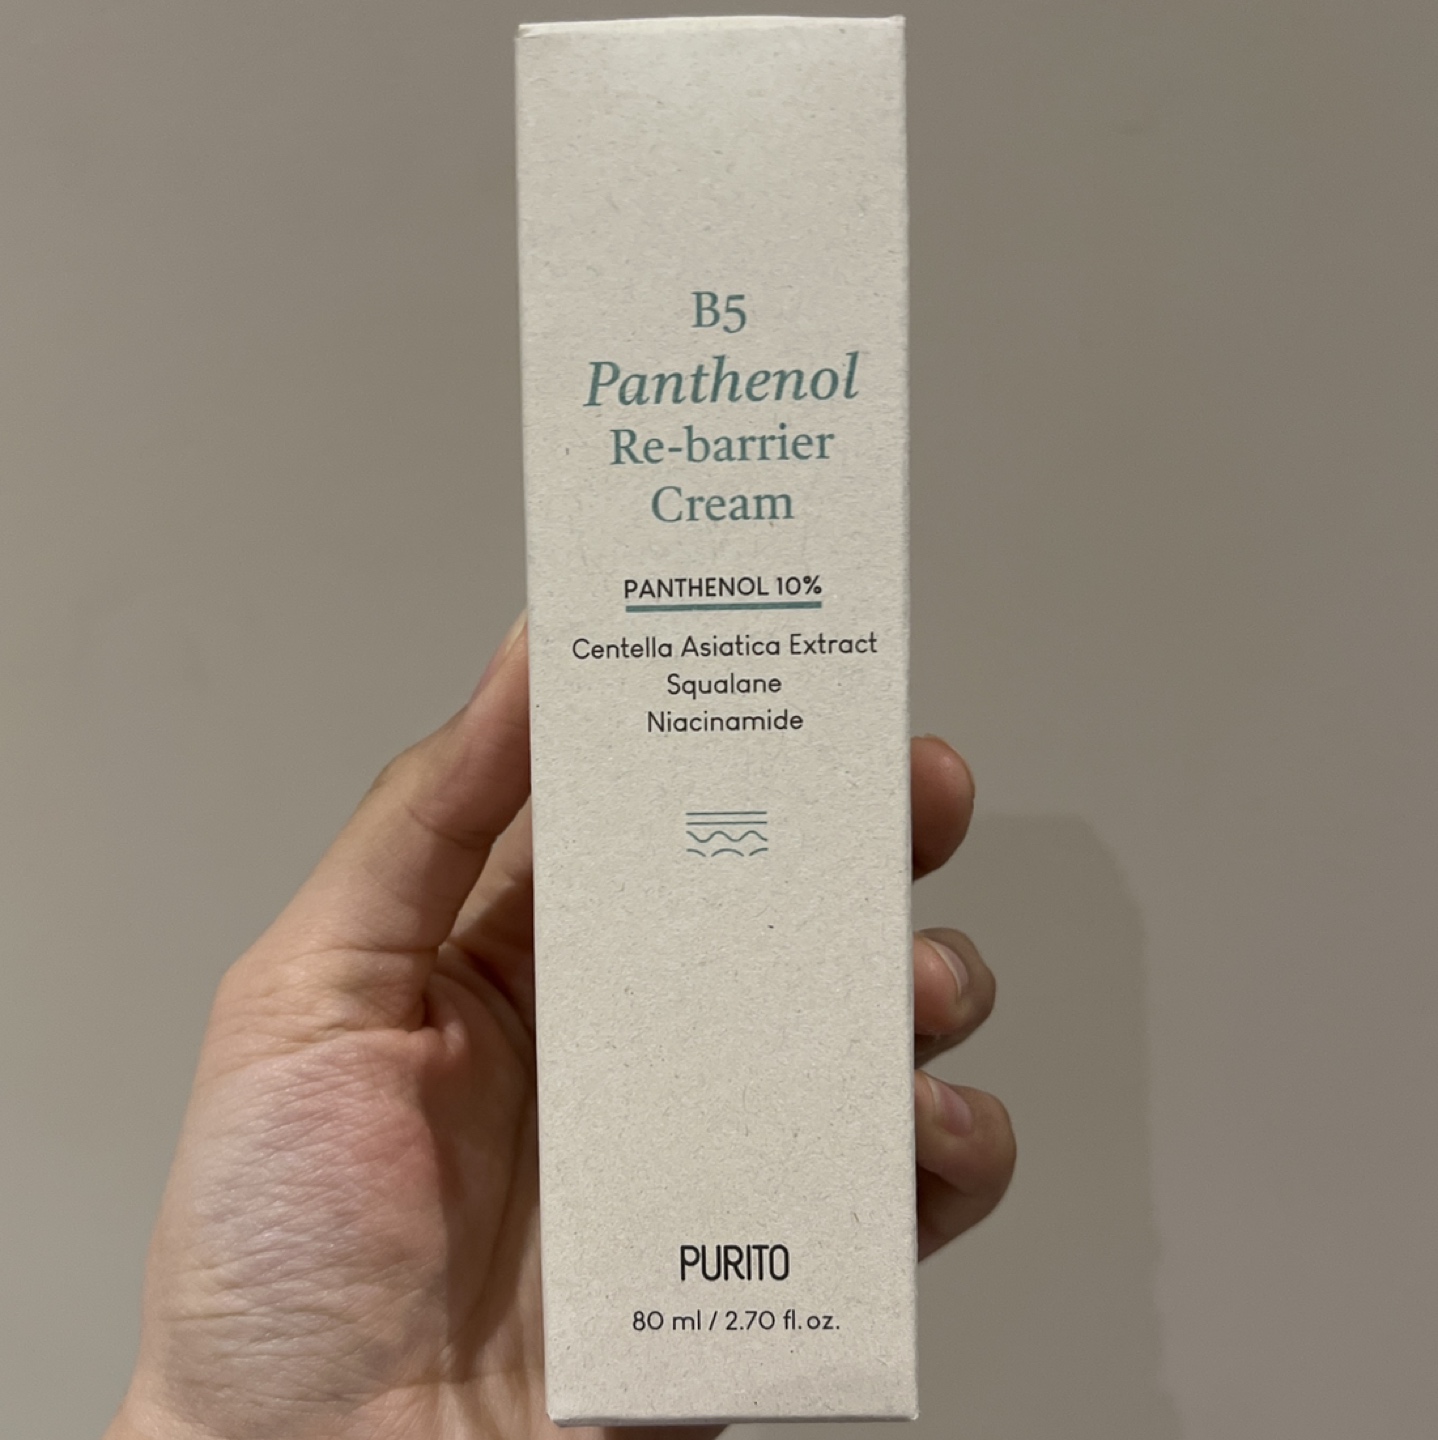 B5
Panthenol
Re-barrier
Cream
PANTHENOL 10%
Centella Asiatica Extract
Squalane
Niacinamide
PURITO
80 ml / 2.70 fl.oz.